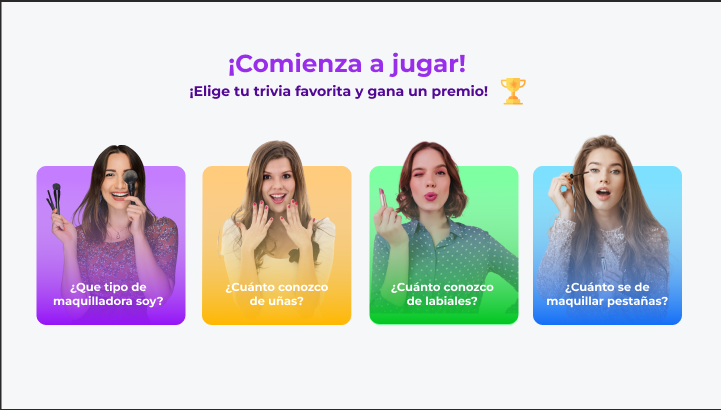 ¡Comienza a jugar!
¡Elige tu trivia favorita y gana un premio!
¿Que tipo de
maquilladora soy?
¿Cuánto conozco
de uñas?
¿Cuánto conozco
de labiales?
¿Cuánto se de
maquillar pestañas?